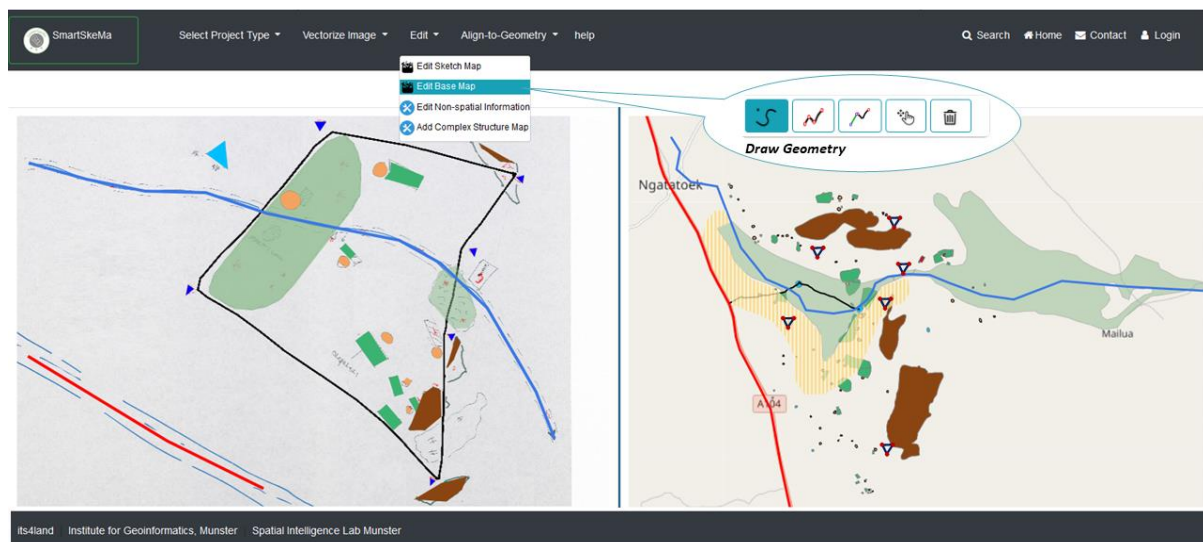 SmartSkeMa
Select Project Type
Vectorize Image
Edit
Align-to-Geometry
help
Search
Home
Contact
Login
Edit Sketch Map
Edit Base Map
Edit Non-spatial Information
Add Complex Structure Map
Draw Geometry
Ngatatoek
Mailua
A104
its4land
Institute for Geoinformatics, Munster
Spatial Intelligence Lab Munster